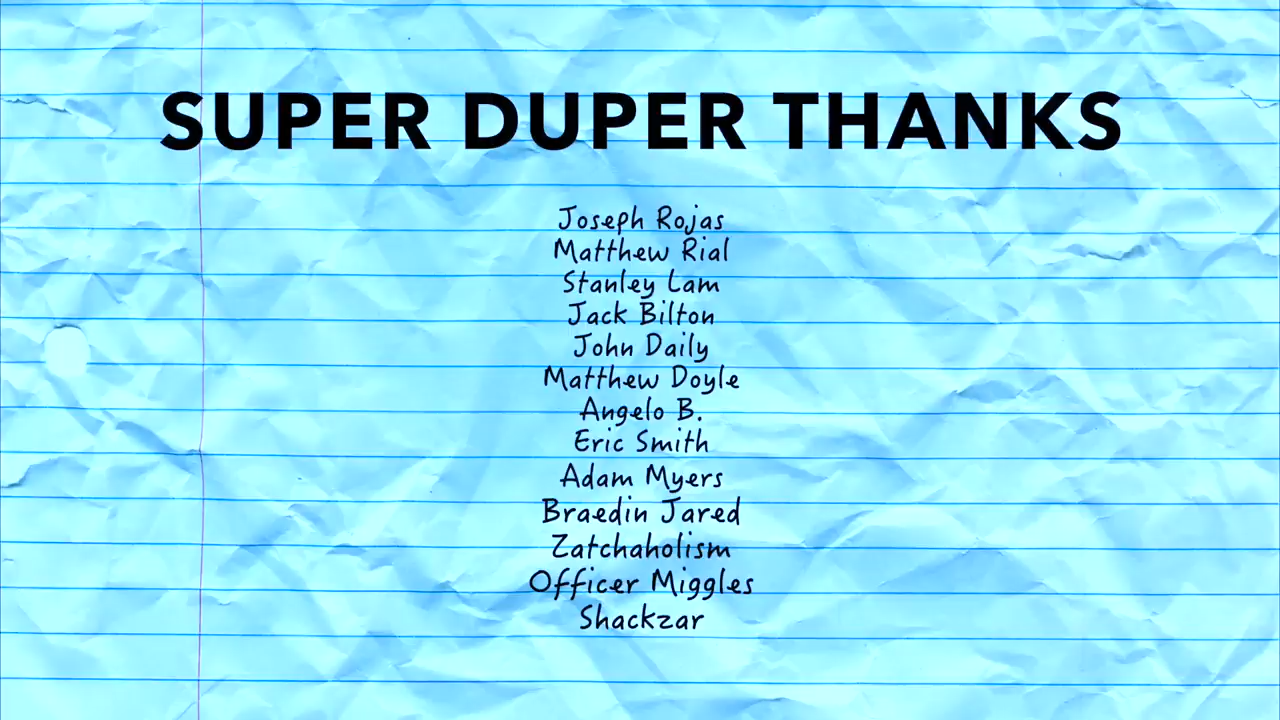 SUPER DUPER THANKS
Joseph Rojas
Matthew Rial
Stanley Lam
Jack Bilton
John Daily
Matthew Doyle
Angelo B.
Eric Smith
Adam Myers
Braedin Jared
Zatchaholism
Officer Miggles
Shackzar